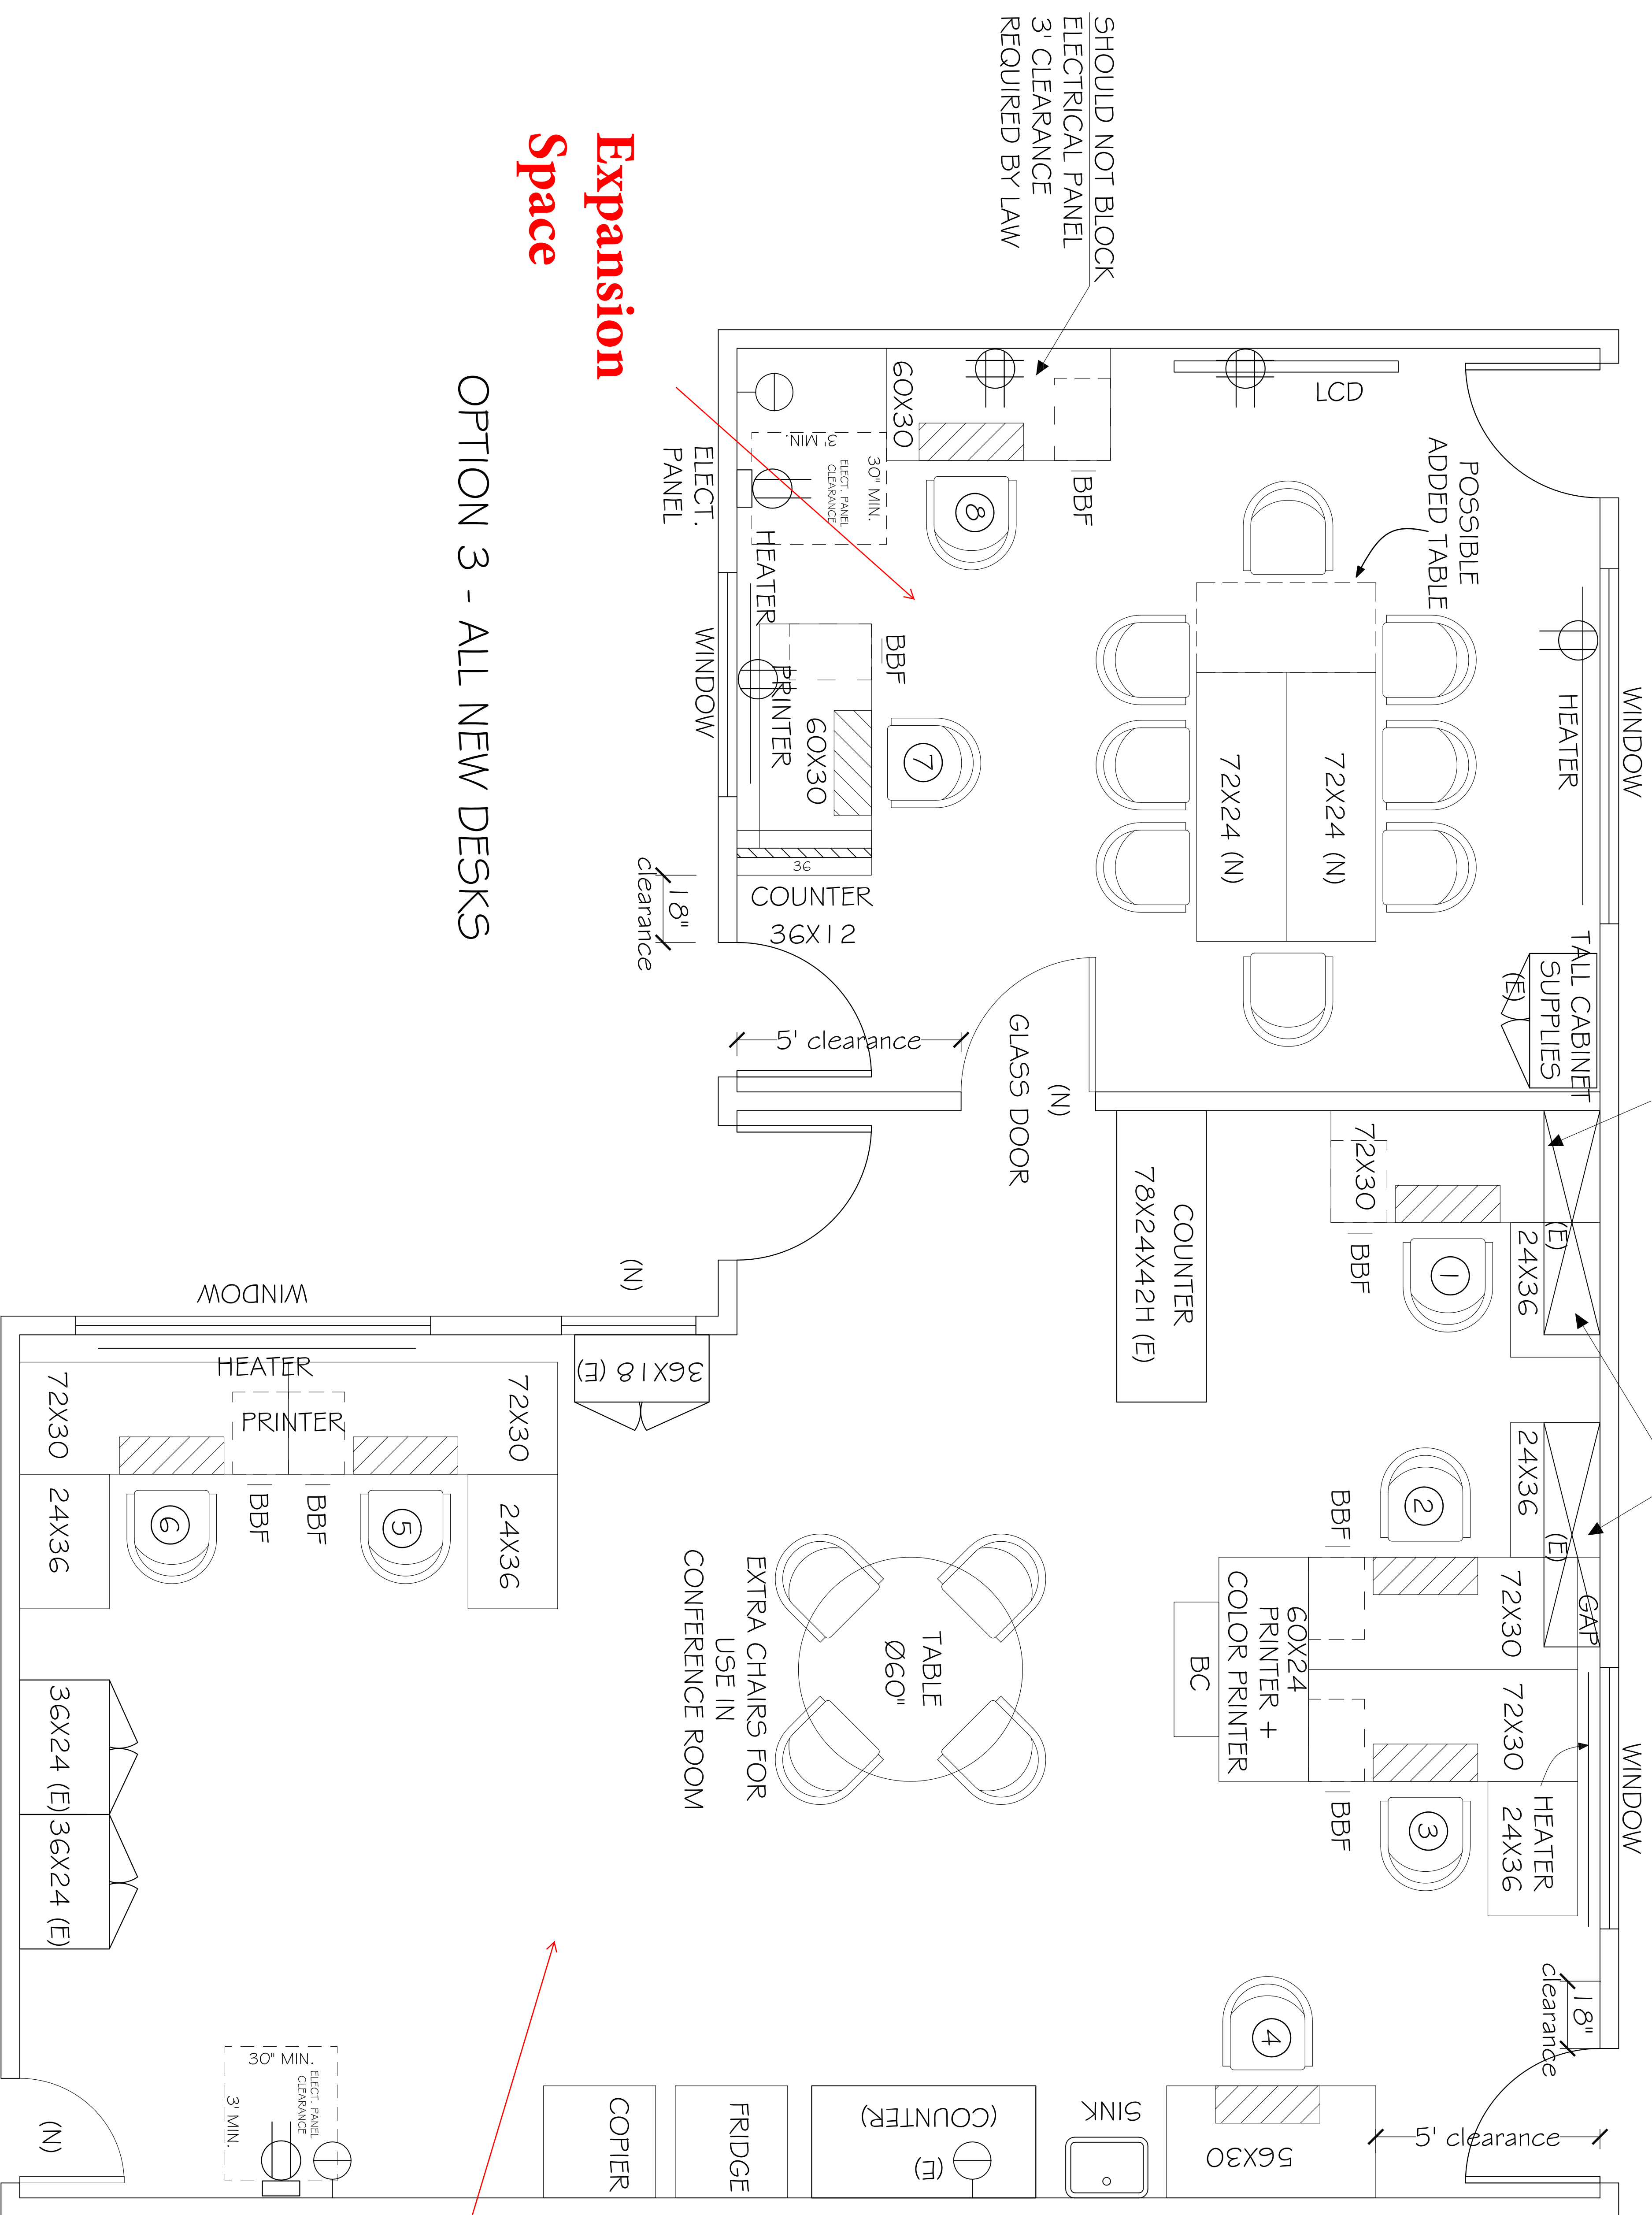 SHOULD NOT BLOCK
ELECTRICAL PANEL
3' CLEARANCE
REQUIRED BY LAW
Expansion
Space
OPTION 3 - ALL NEW DESKS
LCD
60X30
BBF
8
3' MIN.
30" MIN.
ELECT. PANEL
CLEARANCE
ELECT.
PANEL
HEATER
WINDOW
PRINTER
60X30
BBF
7
36
COUNTER
36X12
18"
clearance
POSSIBLE
ADDED TABLE
72X24 (N)
72X24 (N)
WINDOW
HEATER
TALL CABINET
SUPPLIES
(E)
5' clearance
GLASS DOOR
(N)
COUNTER
78X24X42H (E)
72X30
BBF
1
24X36
(E)
24X36
(E)
GAP
2
BBF
72X30
72X30
60X24
PRINTER +
COLOR PRINTER
BC
BBF
3
HEATER
24X36
WINDOW
18"
clearance
5' clearance
4
56X30
SINK
(COUNTER)
(E)
FRIDGE
COPIER
TABLE
Ø60"
EXTRA CHAIRS FOR
USE IN
CONFERENCE ROOM
(N)
WINDOW
36X18 (E)
HEATER
PRINTER
72X30
72X30
24X36
24X36
BBF
BBF
5
6
36X24 (E)
36X24 (E)
30" MIN.
ELECT. PANEL
CLEARANCE
3' MIN.
(N)